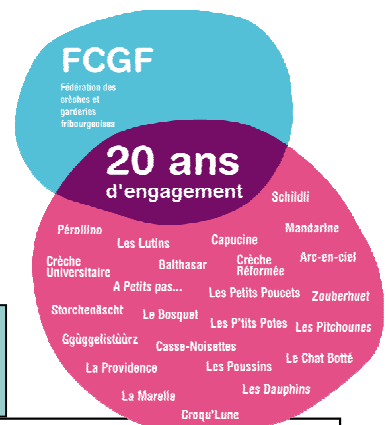 FCGF
Fédération des
crèches et
garderies
fribourgeoises
20 ans
d'engagement
Schildli
Pérollino
Les Lutins
Capucine
Mandarine
Crèche
Universitaire
Balthasar
Crèche
Réformée
Arc-en-ciel
A Petits pas...
Les Petits Poucets
Zouberhuet
Storchenäscht
Le Bosquet
Les P'tits Potes
Les Pitchounes
Ggüggelistùùrz
Casse-Noisettes
La Providence
Les Poussins
Le Chat Botté
La Marelle
Les Dauphins
Croqu'Lune